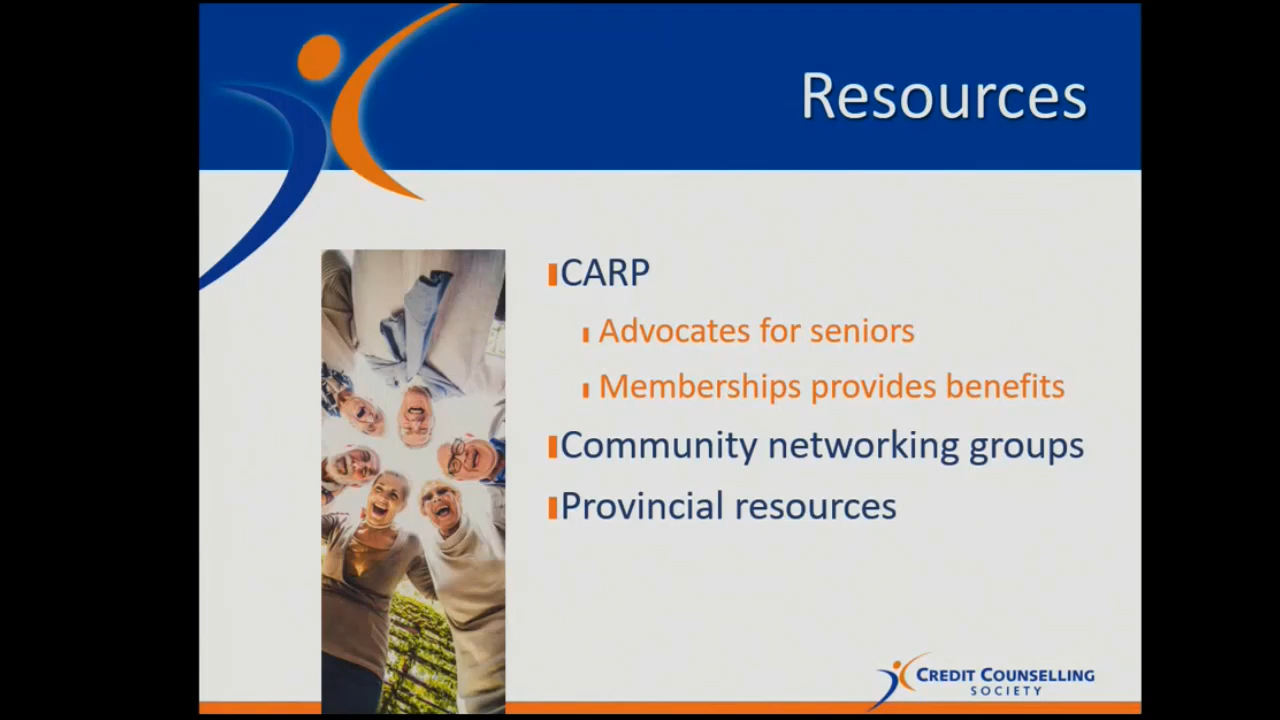 Resources
CARP
Advocates for seniors
Memberships provides benefits
Community networking groups
Provincial resources
CREDIT COUNSELLING
SOCIETY